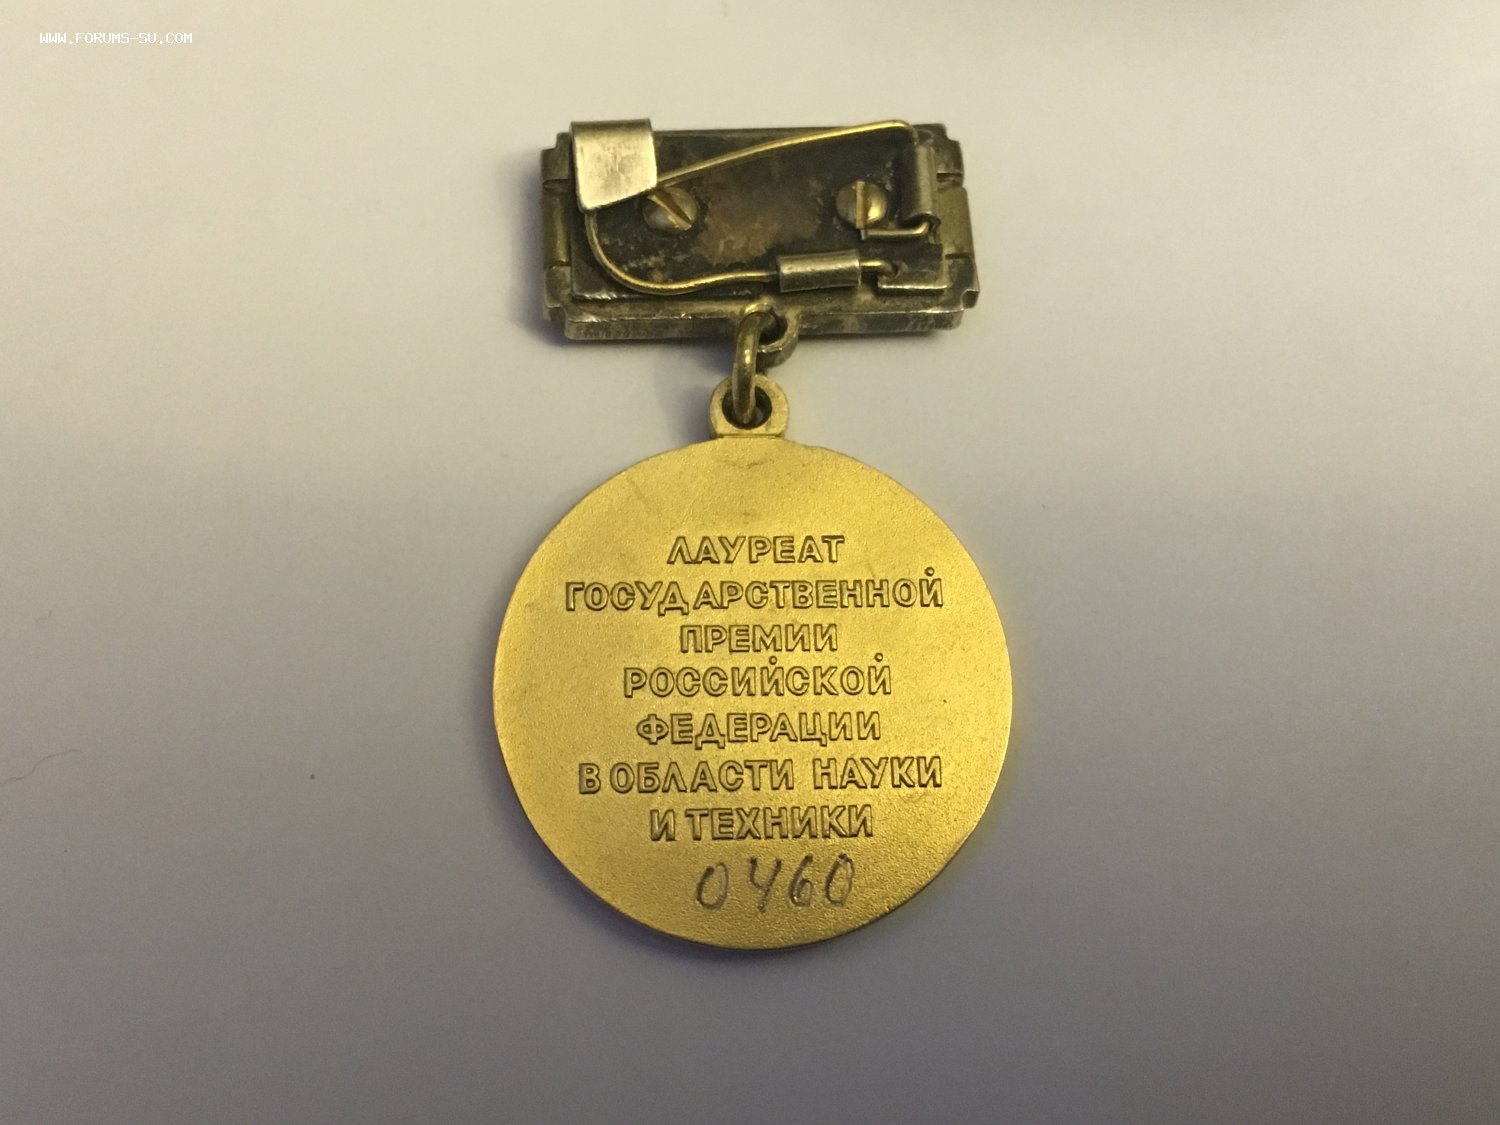 WWW.FORUMS-SU.COM
ЛАУРЕАТ
ГОСУДАРСТВЕННОЙ
ПРЕМИИ
РОССИЙСКОЙ
ФЕДЕРАЦИИ
В ОБЛАСТИ НАУКИ
И ТЕХНИКИ
0460